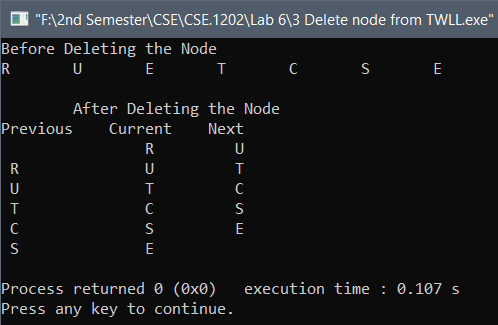 "F:\2nd Semester\CSE\CSE.1202\Lab 6\3 Delete node from TWLL.exe"
Before Deleting the Node
R U E T C S E
After Deleting the Node
Previous Current Next
R U
R U T
U T C
T C S
C S E
S E
Process returned 0 (0x0) execution time : 0.107 s
Press any key to continue.